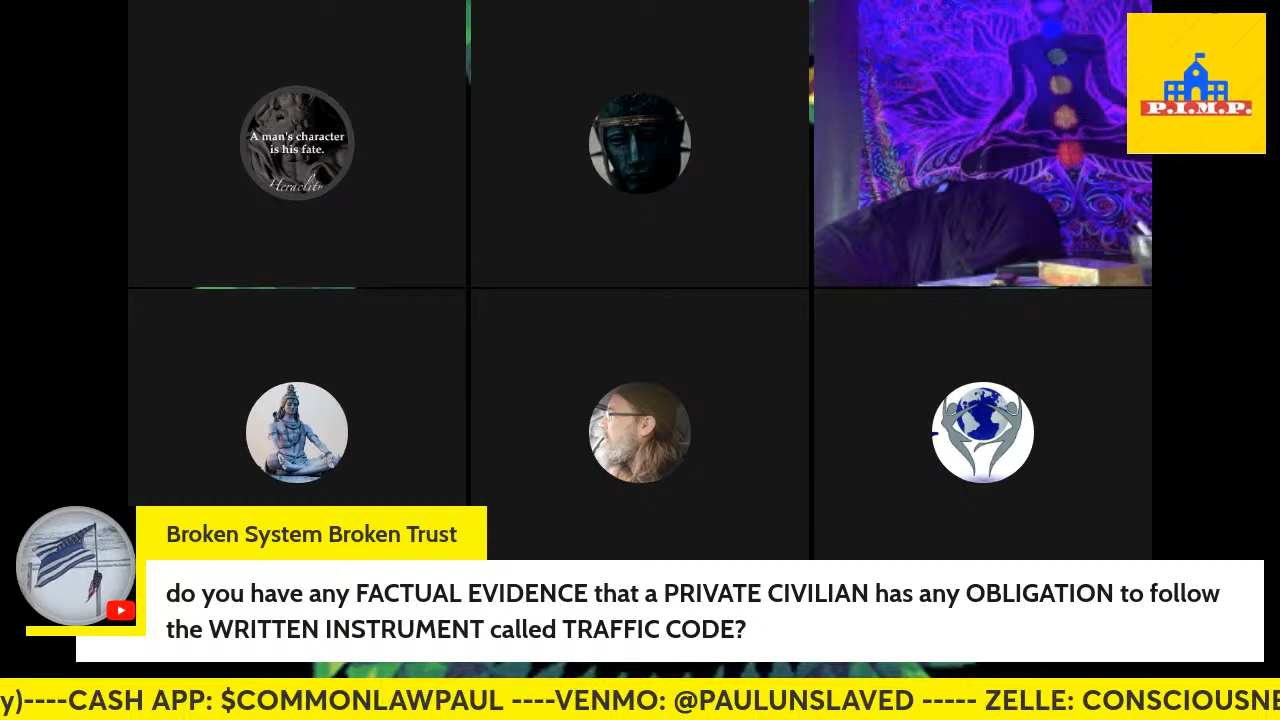 A man's character
is his fate.
P.I.M.P.
Broken System Broken Trust
do you have any FACTUAL EVIDENCE that a PRIVATE CIVILIAN has any OBLIGATION to follow
the WRITTEN INSTRUMENT called TRAFFIC CODE?
y)----CASH APP: $COMMONLAWPAUL ----VENMO: @PAULUNSLAVED ----- ZELLE: CONSCIOUSNE